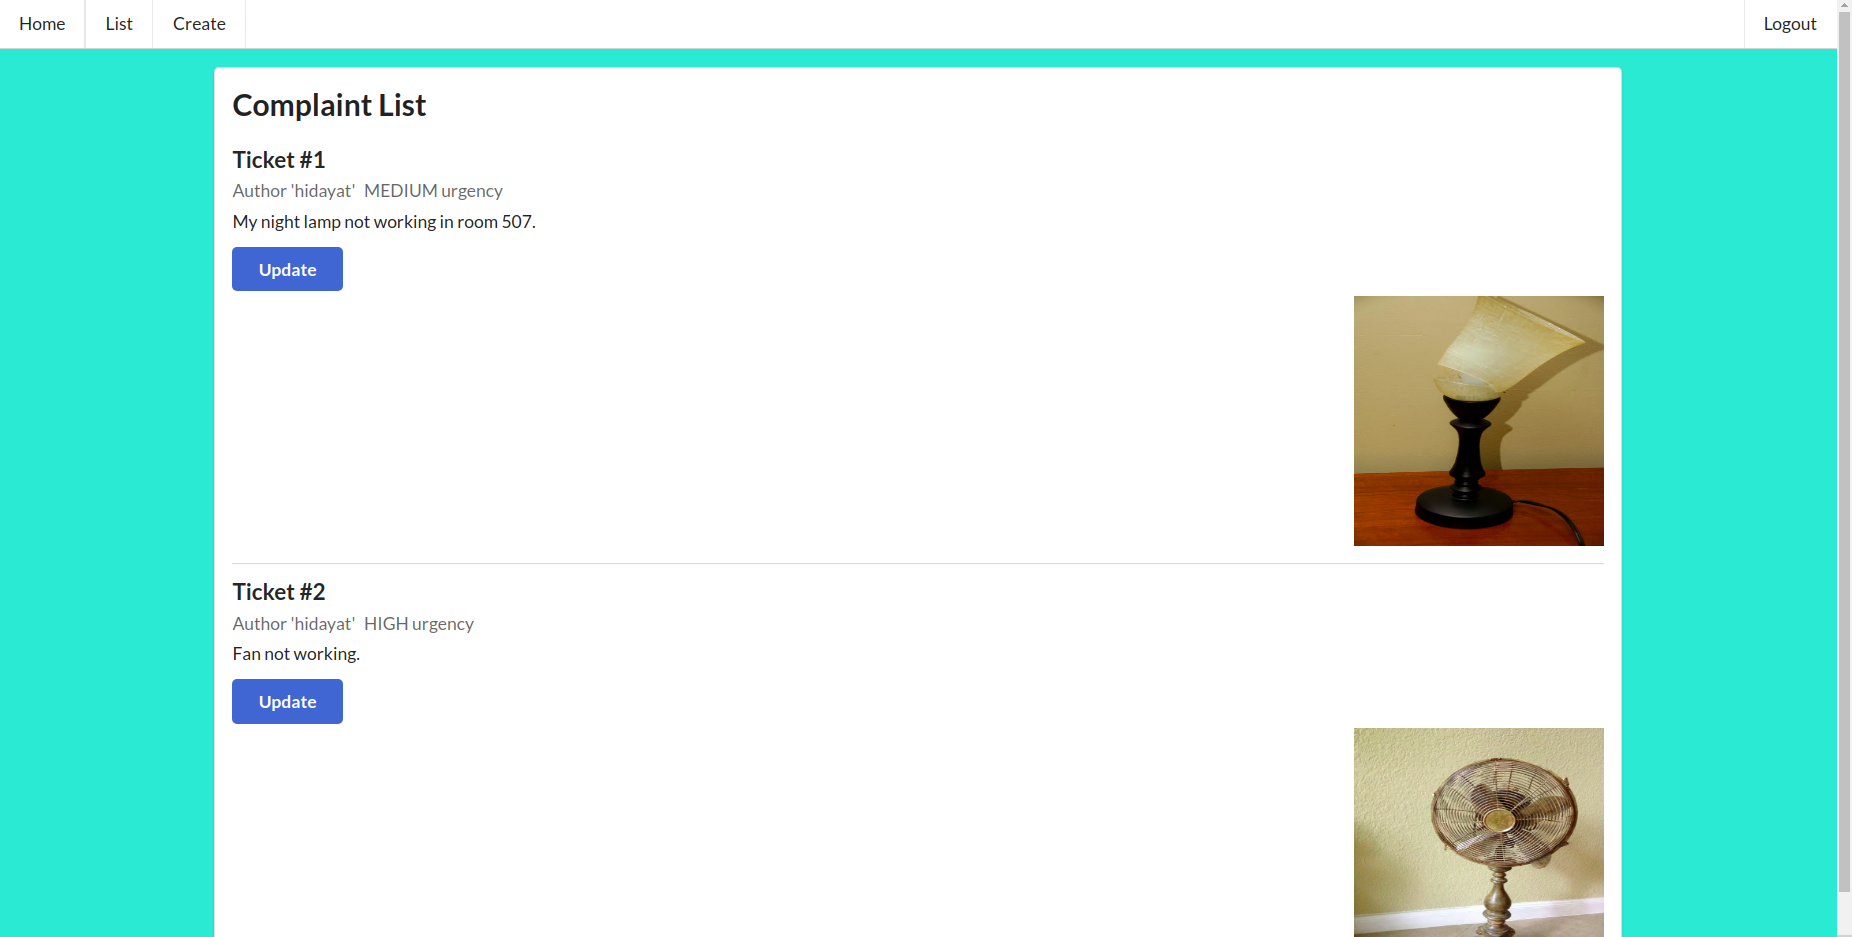 Home List Create Logout
Complaint List
Ticket #1
Author 'hidayat' MEDIUM urgency
My night lamp not working in room 507.
Update
Ticket #2
Author 'hidayat' HIGH urgency
Fan not working.
Update